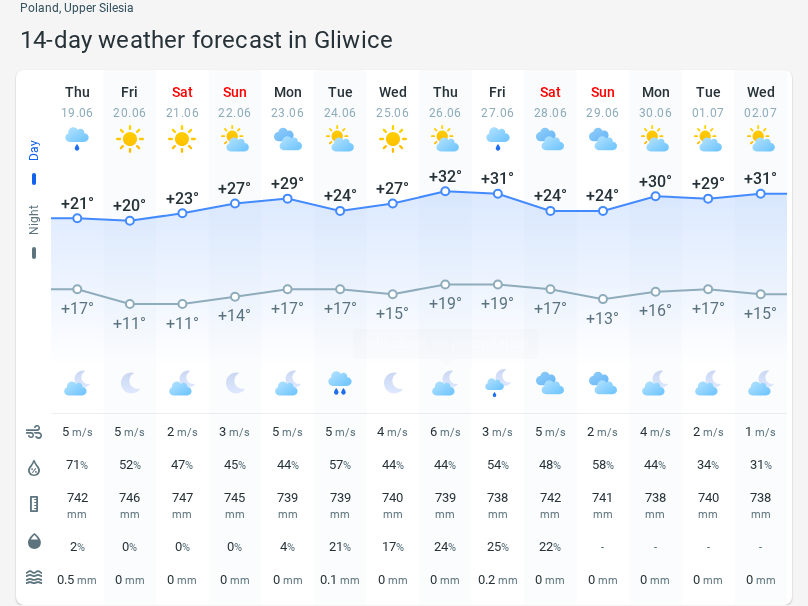 Poland, Upper Silesia
14-day weather forecast in Gliwice
Thu Fri Sat Sun Mon Tue Wed Thu Fri Sat Sun Mon Tue Wed
19.06 20.06 21.06 22.06 23.06 24.06 25.06 26.06 27.06 28.06 29.06 30.06 01.07 02.07
Day
+21° +20° +23° +27° +29° +24° +27° +32° +31° +24° +24° +30° +29° +31°
Night
+17° +11° +11° +14° +17° +17° +15° +19° +19° +17° +13° +16° +17° +15°
5 m/s 5 m/s 2 m/s 3 m/s 5 m/s 5 m/s 4 m/s 6 m/s 3 m/s 5 m/s 2 m/s 4 m/s 2 m/s 1 m/s
71% 52% 47% 45% 44% 57% 44% 44% 54% 48% 58% 44% 34% 31%
742 746 747 745 739 739 740 739 738 742 741 738 740 738
mm mm mm mm mm mm mm mm mm mm mm mm mm mm
2% 0% 0% 0% 4% 21% 17% 24% 25% 22% - - - -
0.5 mm 0 mm 0 mm 0 mm 0 mm 0.1 mm 0 mm 0 mm 0.2 mm 0 mm 0 mm 0 mm 0 mm 0 mm